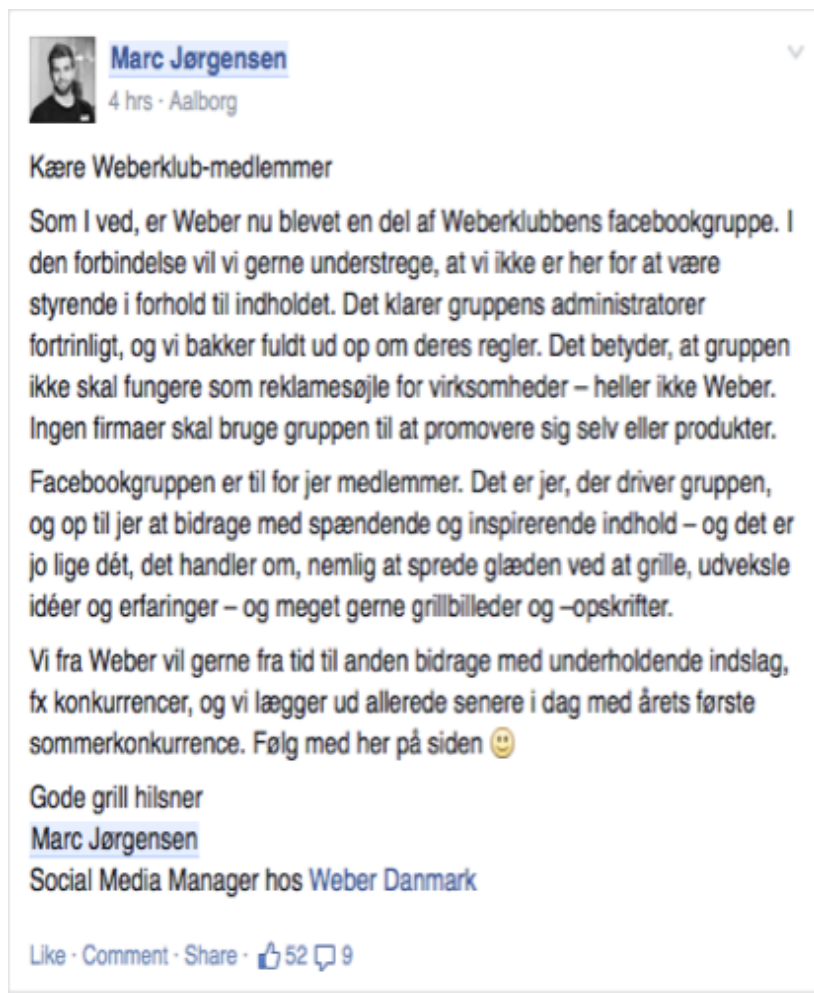 Marc Jørgensen
4 hrs · Aalborg
Kære Weberklub-medlemmer
Som I ved, er Weber nu blevet en del af Weberklubbens facebookgruppe. I
den forbindelse vil vi gerne understrege, at vi ikke er her for at være
styrende i forhold til indholdet. Det klarer gruppens administratorer
fortrinligt, og vi bakker fuldt ud op om deres regler. Det betyder, at gruppen
ikke skal fungere som reklamesøjle for virksomheder – heller ikke Weber.
Ingen firmaer skal bruge gruppen til at promovere sig selv eller produkter.
Facebookgruppen er til for jer medlemmer. Det er jer, der driver gruppen,
og op til jer at bidrage med spændende og inspirerende indhold – og det er
jo lige dét, det handler om, nemlig at sprede glæden ved at grille, udveksle
idéer og erfaringer – og meget gerne grillbilleder og –opskrifter.
Vi fra Weber vil gerne fra tid til anden bidrage med underholdende indslag,
fx konkurrencer, og vi lægger ud allerede senere i dag med årets første
sommerkonkurrence. Følg med her på siden 🙂
Gode grill hilsner
Marc Jørgensen
Social Media Manager hos Weber Danmark
Like · Comment · Share · 52 9